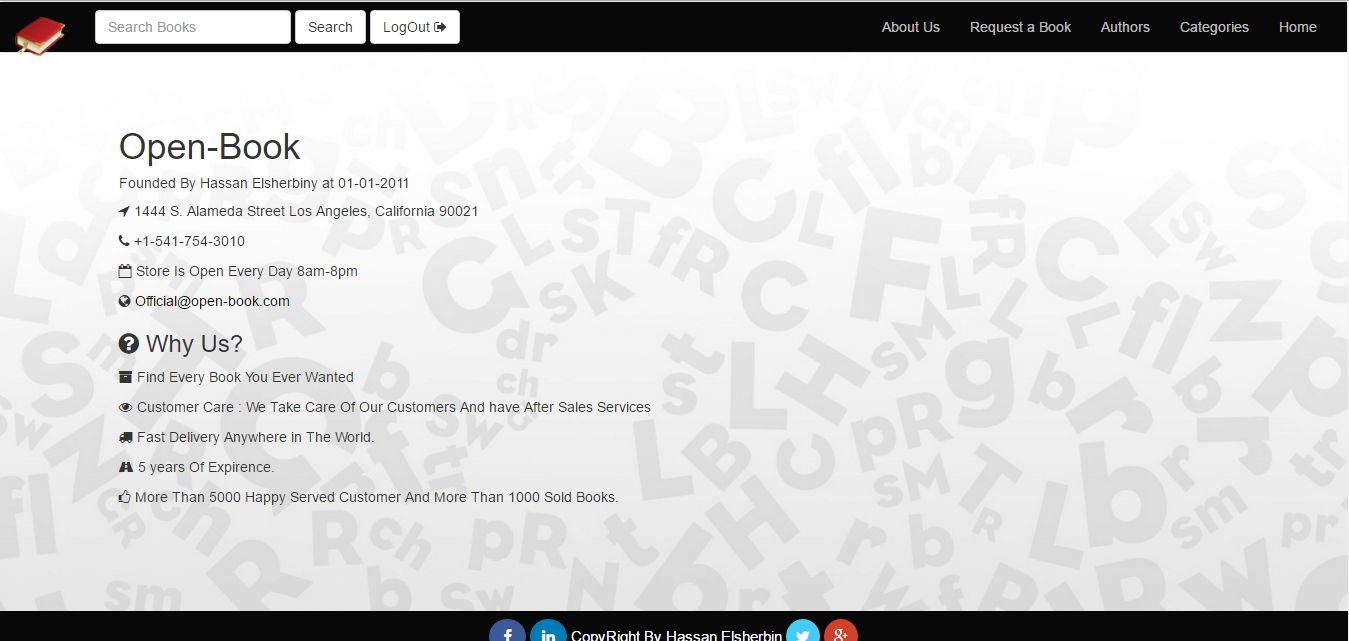 Search Books Search LogOut About Us Request a Book Authors Categories Home
Open-Book
Founded By Hassan Elsherbiny at 01-01-2011
1444 S. Alameda Street Los Angeles, California 90021
+1-541-754-3010
Store Is Open Every Day 8am-8pm
Official@open-book.com
Why Us?
Find Every Book You Ever Wanted
Customer Care : We Take Care Of Our Customers And have After Sales Services
Fast Delivery Anywhere in The World.
5 years Of Expirence.
More Than 5000 Happy Served Customer And More Than 1000 Sold Books.
CopyRight By Hassan Elsherbin